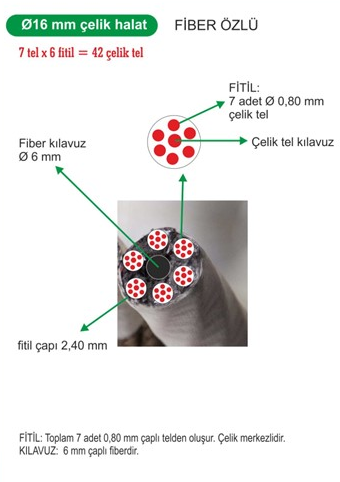 Ø16 mm çelik halat FİBER ÖZLÜ
7 tel x 6 fitil = 42 çelik tel
FİTİL:
7 adet Ø 0,80 mm
çelik tel
Fiber kılavuz
Ø 6 mm
Çelik tel kılavuz
fitil çapı 2,40 mm
FİTİL: Toplam 7 adet 0,80 mm çaplı telden oluşur. Çelik merkezlidir.
KILAVUZ: 6 mm çaplı fiberdir.